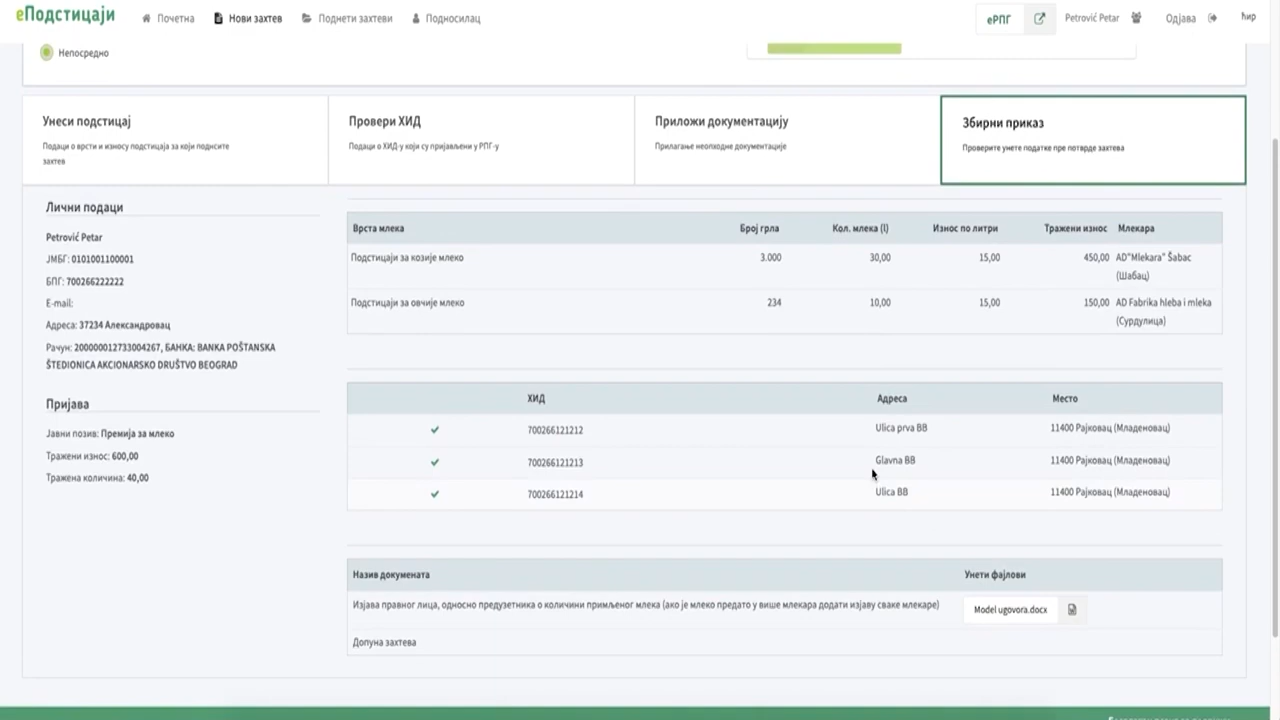 еПодстицаји
Почетна
Нови захтев
Поднети захтеви
Подносилац
еРПГ
Petrović Petar
Одјава
ћир
Непосредно
Унеси подстицај
Подаци о врсти и износу подстицаја за који подносите
захтев
Провери ХИД
Подаци о ХИД-у који су пријављени у РПГ-у
Приложи документацију
Прилагање неопходне документације
Збирни приказ
Проверите унете податке пре потврде захтева
Лични подаци
Petrović Petar
ЈМБГ: 0101001100001
БПГ: 700266222222
E-mail:
Адреса: 37234 Александровац
Рачун: 200000012733004267, БАНКА: BANKA POŠTANSKA
ŠTEDIONICA AKCIONARSKO DRUŠTVO BEOGRAD
Пријава
Јавни позив: Премија за млеко
Тражени износ: 600,00
Тражена количина: 40,00
Врста млека Број грла Кол. млека (l) Износ по литри Тражени износ Млекара
Подстицаји за козије млеко 3.000 30,00 15,00 450,00 AD"Mlekara" Šabac
(Шабац)
Подстицаји за овчије млеко 234 10,00 15,00 150,00 AD Fabrika hleba i mleka
(Сурдулица)
ХИД Адреса Место
700266121212 Ulica prva BB 11400 Рајковац (Младеновац)
700266121213 Glavna BB 11400 Рајковац (Младеновац)
700266121214 Ulica BB 11400 Рајковац (Младеновац)
Назив документа Унети фајлови
Изјава правног лица, односно предузетника о количини примљеног млека (ако је млеко предато у више млекара додати изјаву сваке млекаре) Model ugovora.docx
Допуна захтева